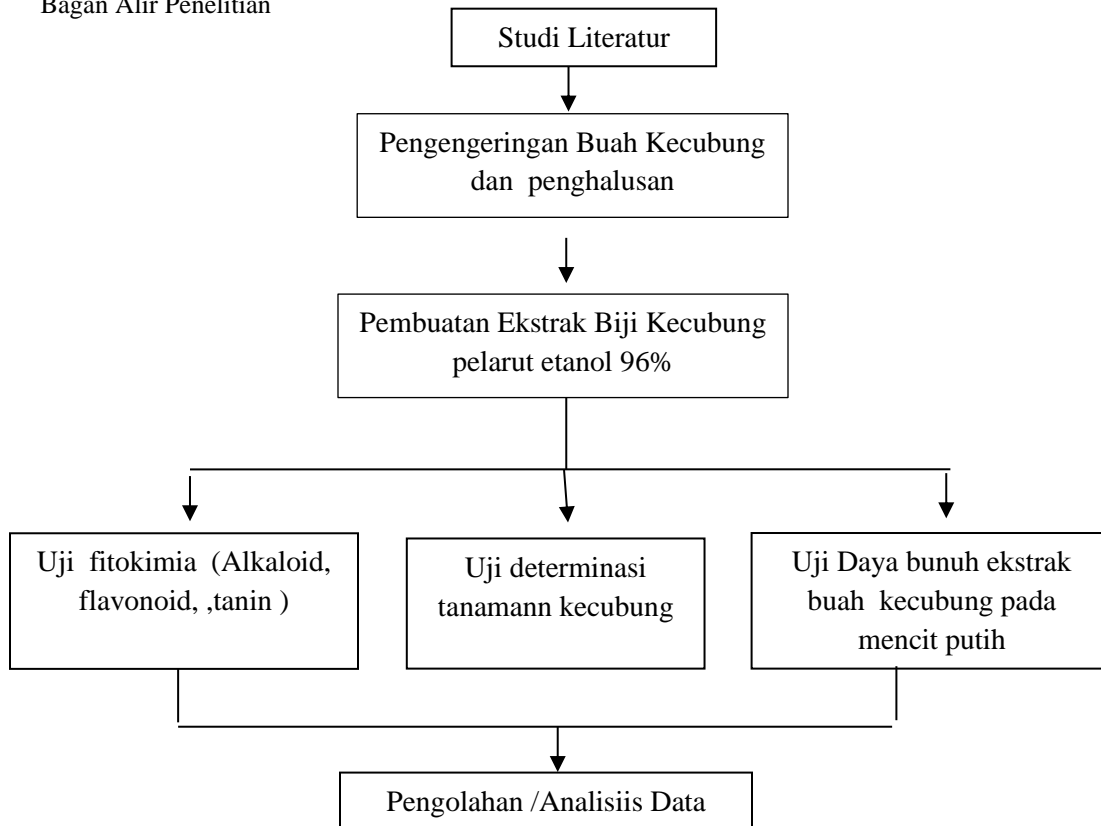 Bagan Alir Penelitian
Studi Literatur
Pengengeringan Buah Kecubung
dan penghalusan
Pembuatan Ekstrak Biji Kecubung
pelarut etanol 96%
Uji fitokimia (Alkaloid,
flavonoid, ,tanin )
Uji determinasi
tanamann kecubung
Uji Daya bunuh ekstrak
buah kecubung pada
mencit putih
Pengolahan /Analisiis Data